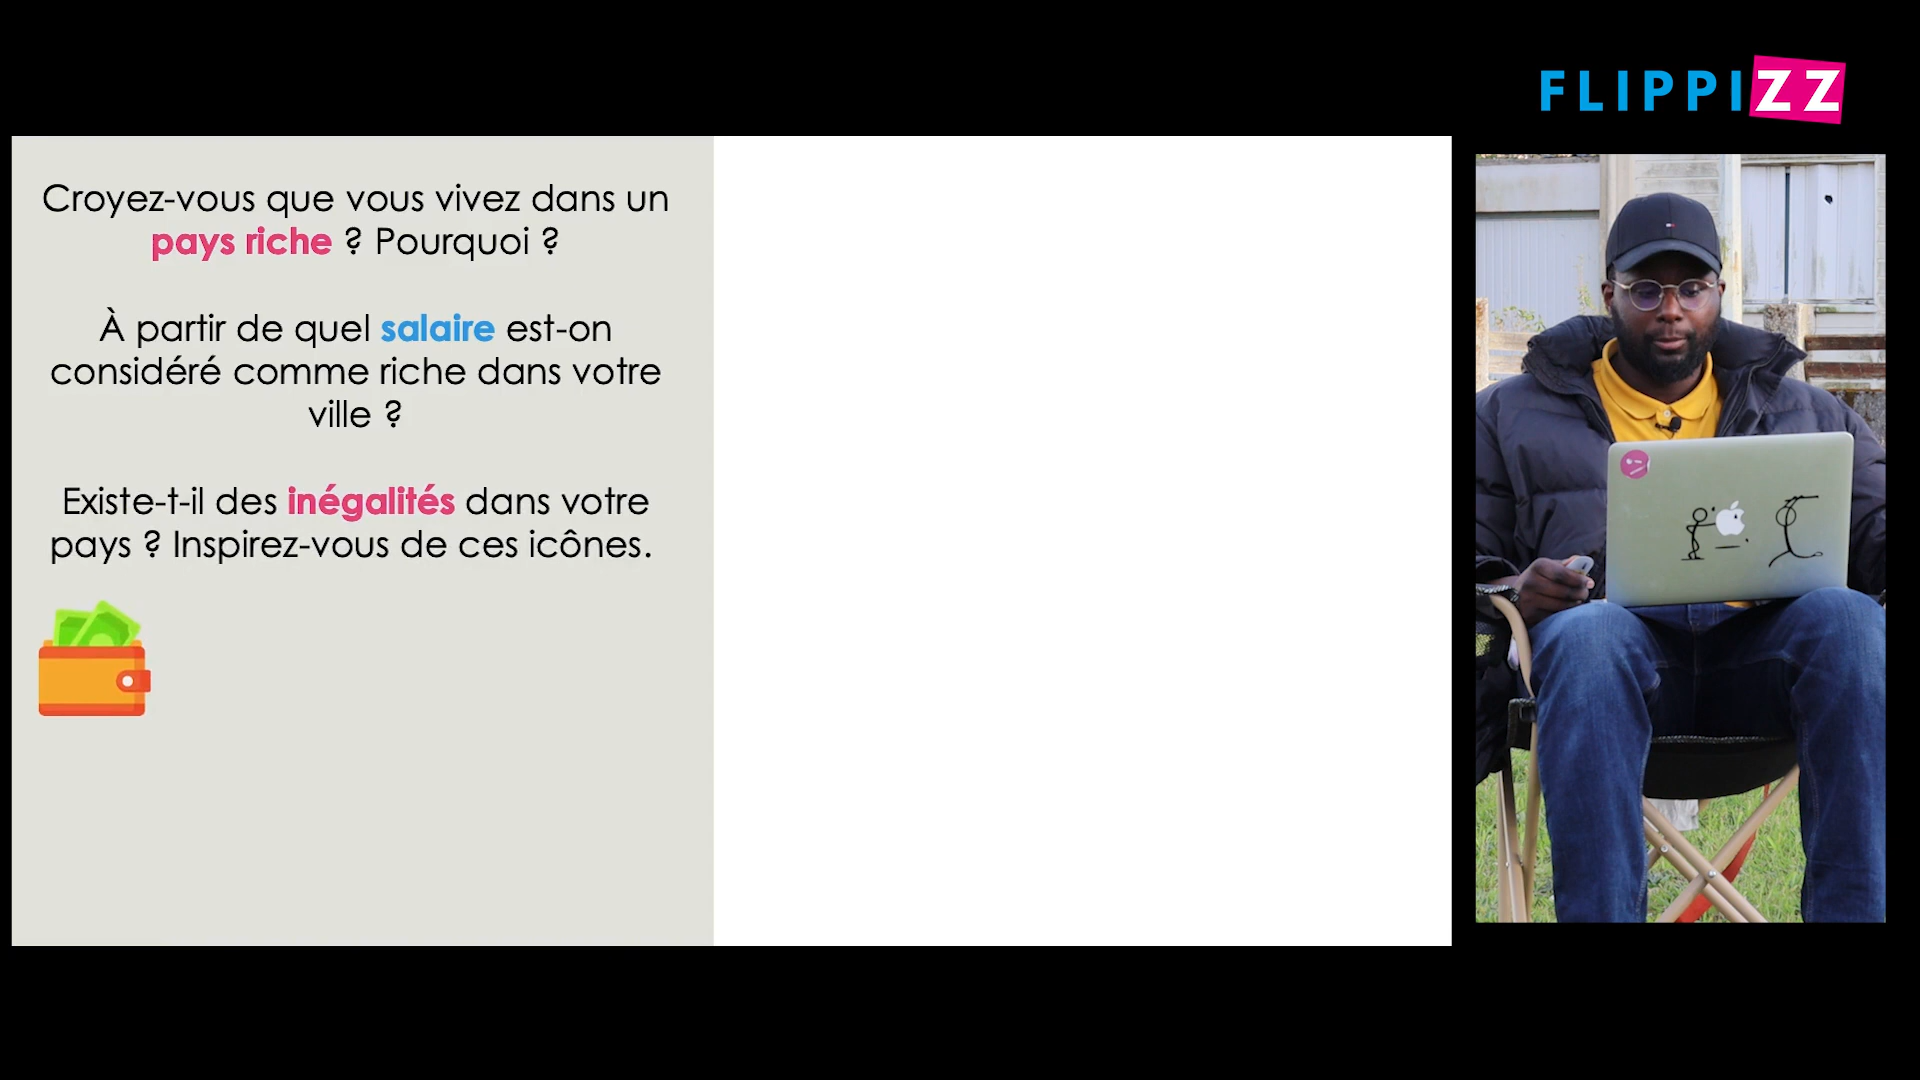 FLIPPIZZ
Croyez-vous que vous vivez dans un
pays riche ? Pourquoi ?
À partir de quel salaire est-on
considéré comme riche dans votre
ville ?
Existe-t-il des inégalités dans votre
pays ? Inspirez-vous de ces icônes.